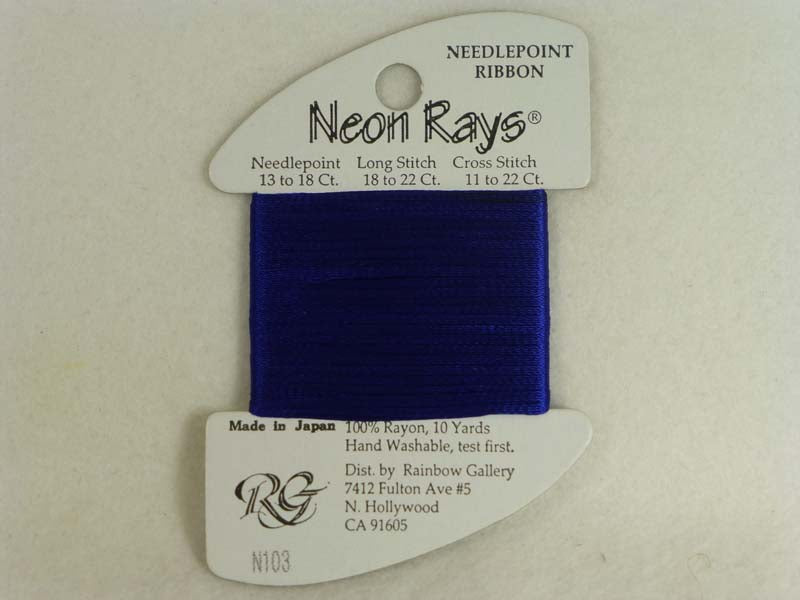 NEEDLEPOINT
RIBBON
Neon Rays®
Needlepoint Long Stitch Cross Stitch
13 to 18 Ct. 18 to 22 Ct. 11 to 22 Ct.
Made in Japan 100% Rayon, 10 Yards
Hand Washable, test first.
RG
Dist. by Rainbow Gallery
7412 Fulton Ave #5
N. Hollywood
CA 91605
N103